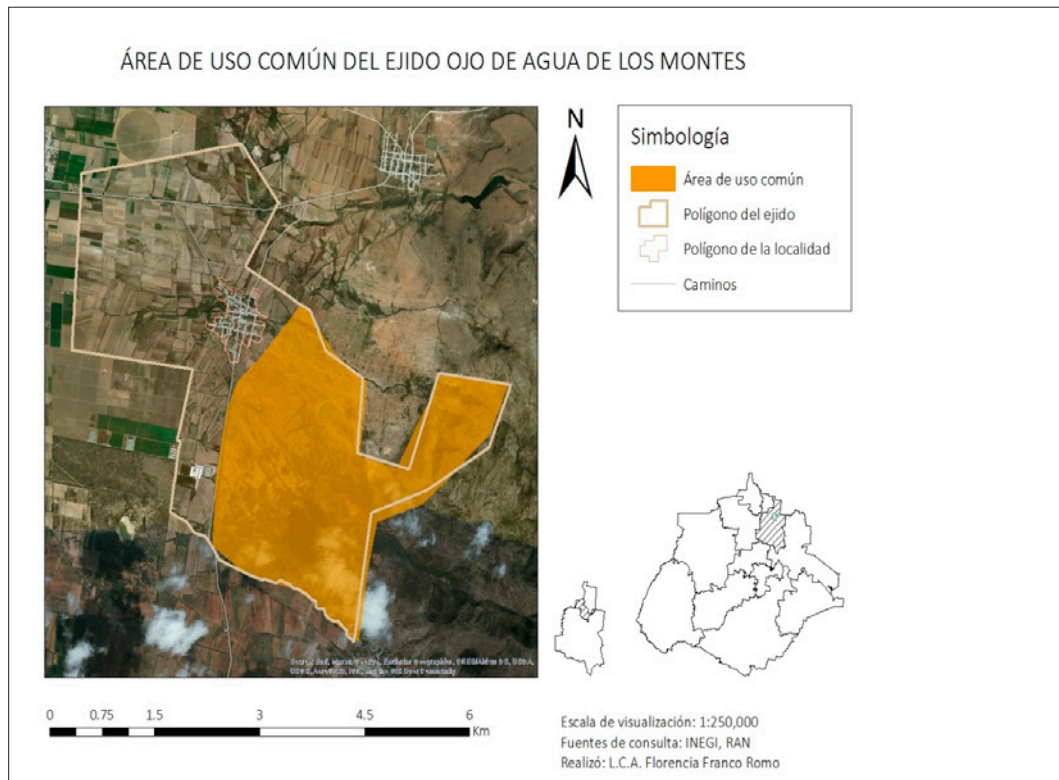 ÁREA DE USO COMÚN DEL EJIDO OJO DE AGUA DE LOS MONTES
N
Simbología
Área de uso común
Polígono del ejido
Polígono de la localidad
Caminos
0 0.75 1.5 3 4.5 6
Km
Escala de visualización: 1:250,000
Fuentes de consulta: INEGI, RAN
Realizó: L.C.A. Florencia Franco Romo